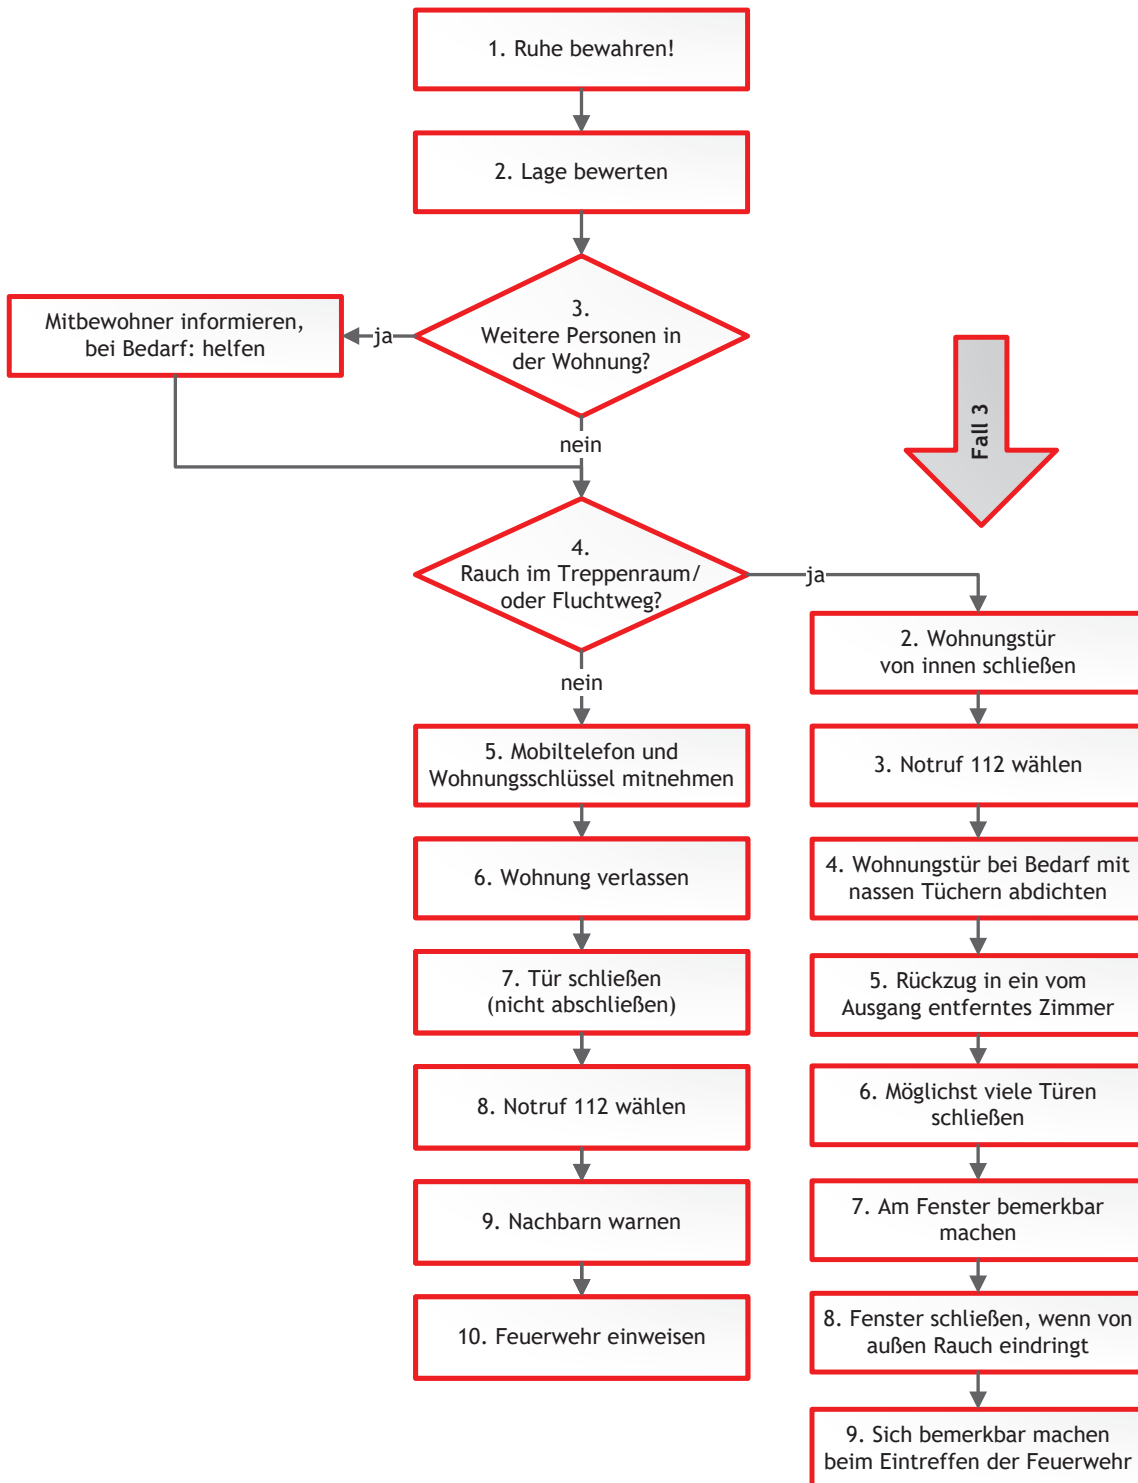 1. Ruhe bewahren!
2. Lage bewerten
3.
Weitere Personen in
der Wohnung?
ja
Mitbewohner informieren,
bei Bedarf: helfen
nein
Fall 3
4.
Rauch im Treppenraum/
oder Fluchtweg?
ja
nein
5. Mobiltelefon und
Wohnungsschlüssel mitnehmen
6. Wohnung verlassen
7. Tür schließen
(nicht abschließen)
8. Notruf 112 wählen
9. Nachbarn warnen
10. Feuerwehr einweisen
2. Wohnungstür
von innen schließen
3. Notruf 112 wählen
4. Wohnungstür bei Bedarf mit
nassen Tüchern abdichten
5. Rückzug in ein vom
Ausgang entferntes Zimmer
6. Möglichst viele Türen
schließen
7. Am Fenster bemerkbar
machen
8. Fenster schließen, wenn von
außen Rauch eindringt
9. Sich bemerkbar machen
beim Eintreffen der Feuerwehr